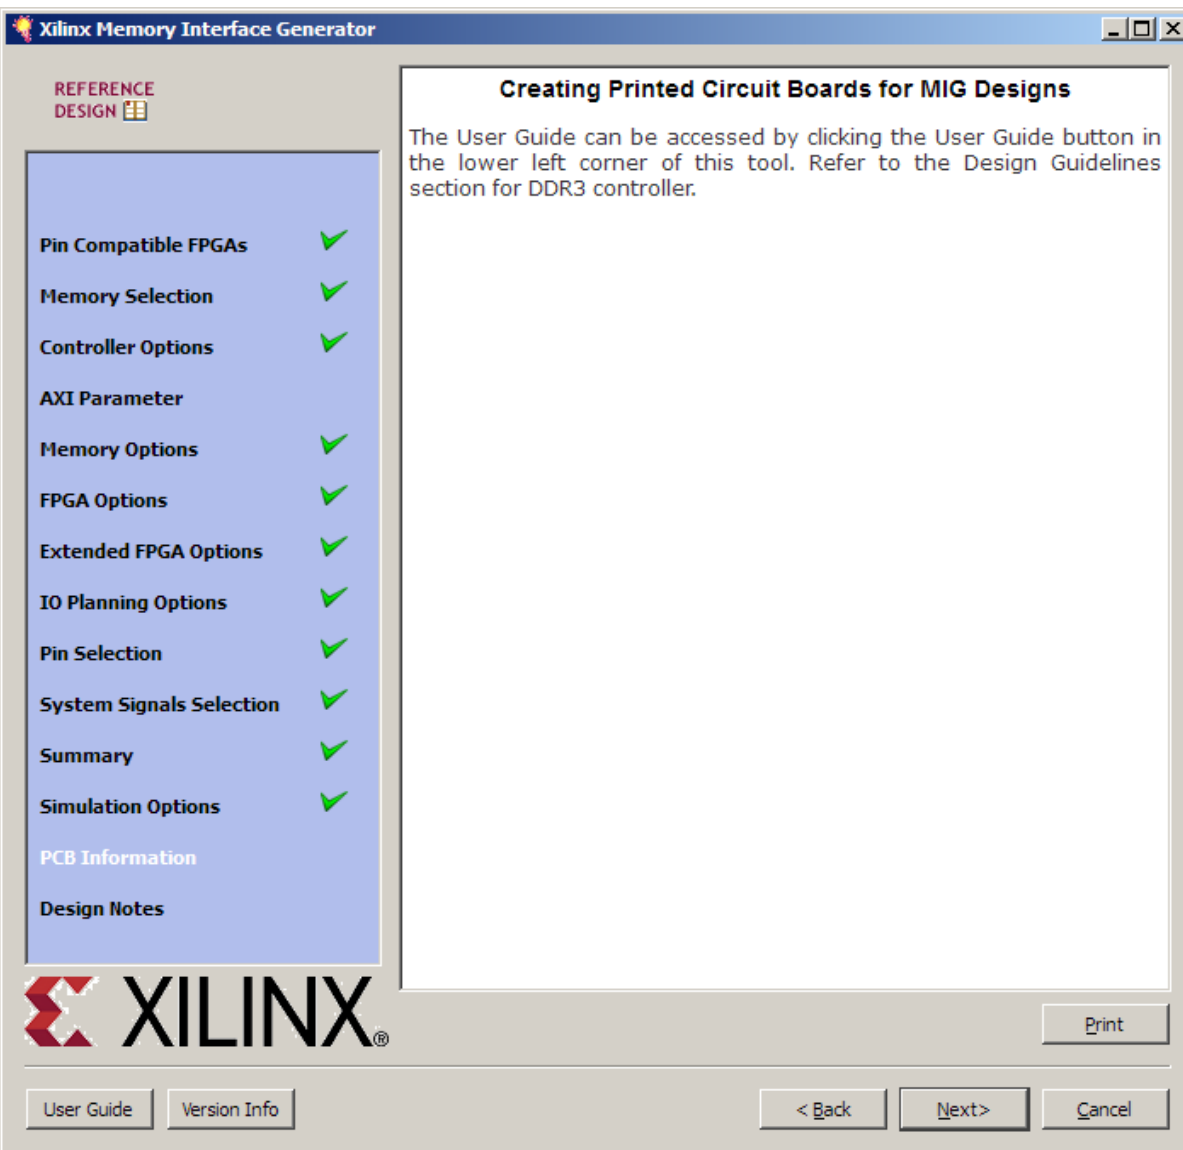 Xilinx Memory Interface Generator
REFERENCE
DESIGN
Pin Compatible FPGAs
Memory Selection
Controller Options
AXI Parameter
Memory Options
FPGA Options
Extended FPGA Options
IO Planning Options
Pin Selection
System Signals Selection
Summary
Simulation Options
PCB Information
Design Notes
XILINX®
Creating Printed Circuit Boards for MIG Designs
The User Guide can be accessed by clicking the User Guide button in
the lower left corner of this tool. Refer to the Design Guidelines
section for DDR3 controller.
Print
User Guide
Version Info
< Back
Next>
Cancel